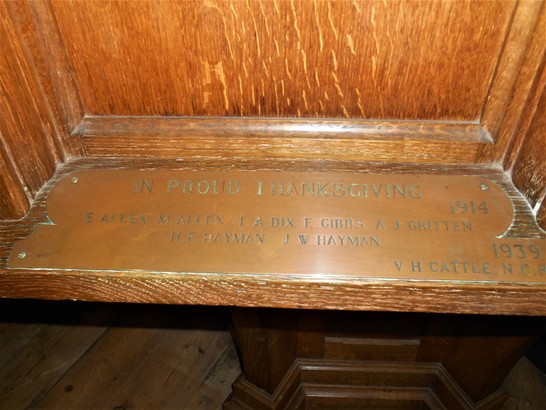 IN PROUD THANKSGIVING
1914
E. ALLEN, M. ALLEN, T. A. DIX, F. GIBBS, A. J. GRITTEN
H. F. HAYMAN, J. W. HAYMAN
1939
V. H. CATTLE, N. C.